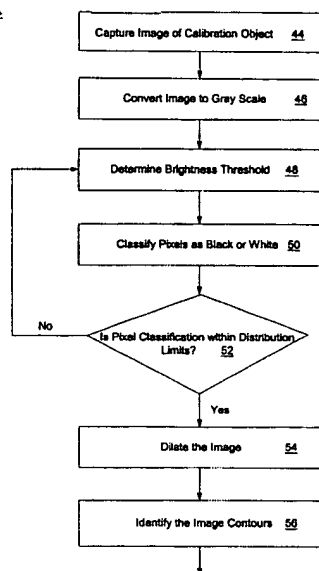 Capture Image of Calibration Object 44
Convert Image to Gray Scale 46
Determine Brightness Threshold 48
Classify Pixels as Black or White 50
No
Is Pixel Classification within Distribution
Limits? 52
Yes
Dilate the Image 54
Identify the Image Contours 56